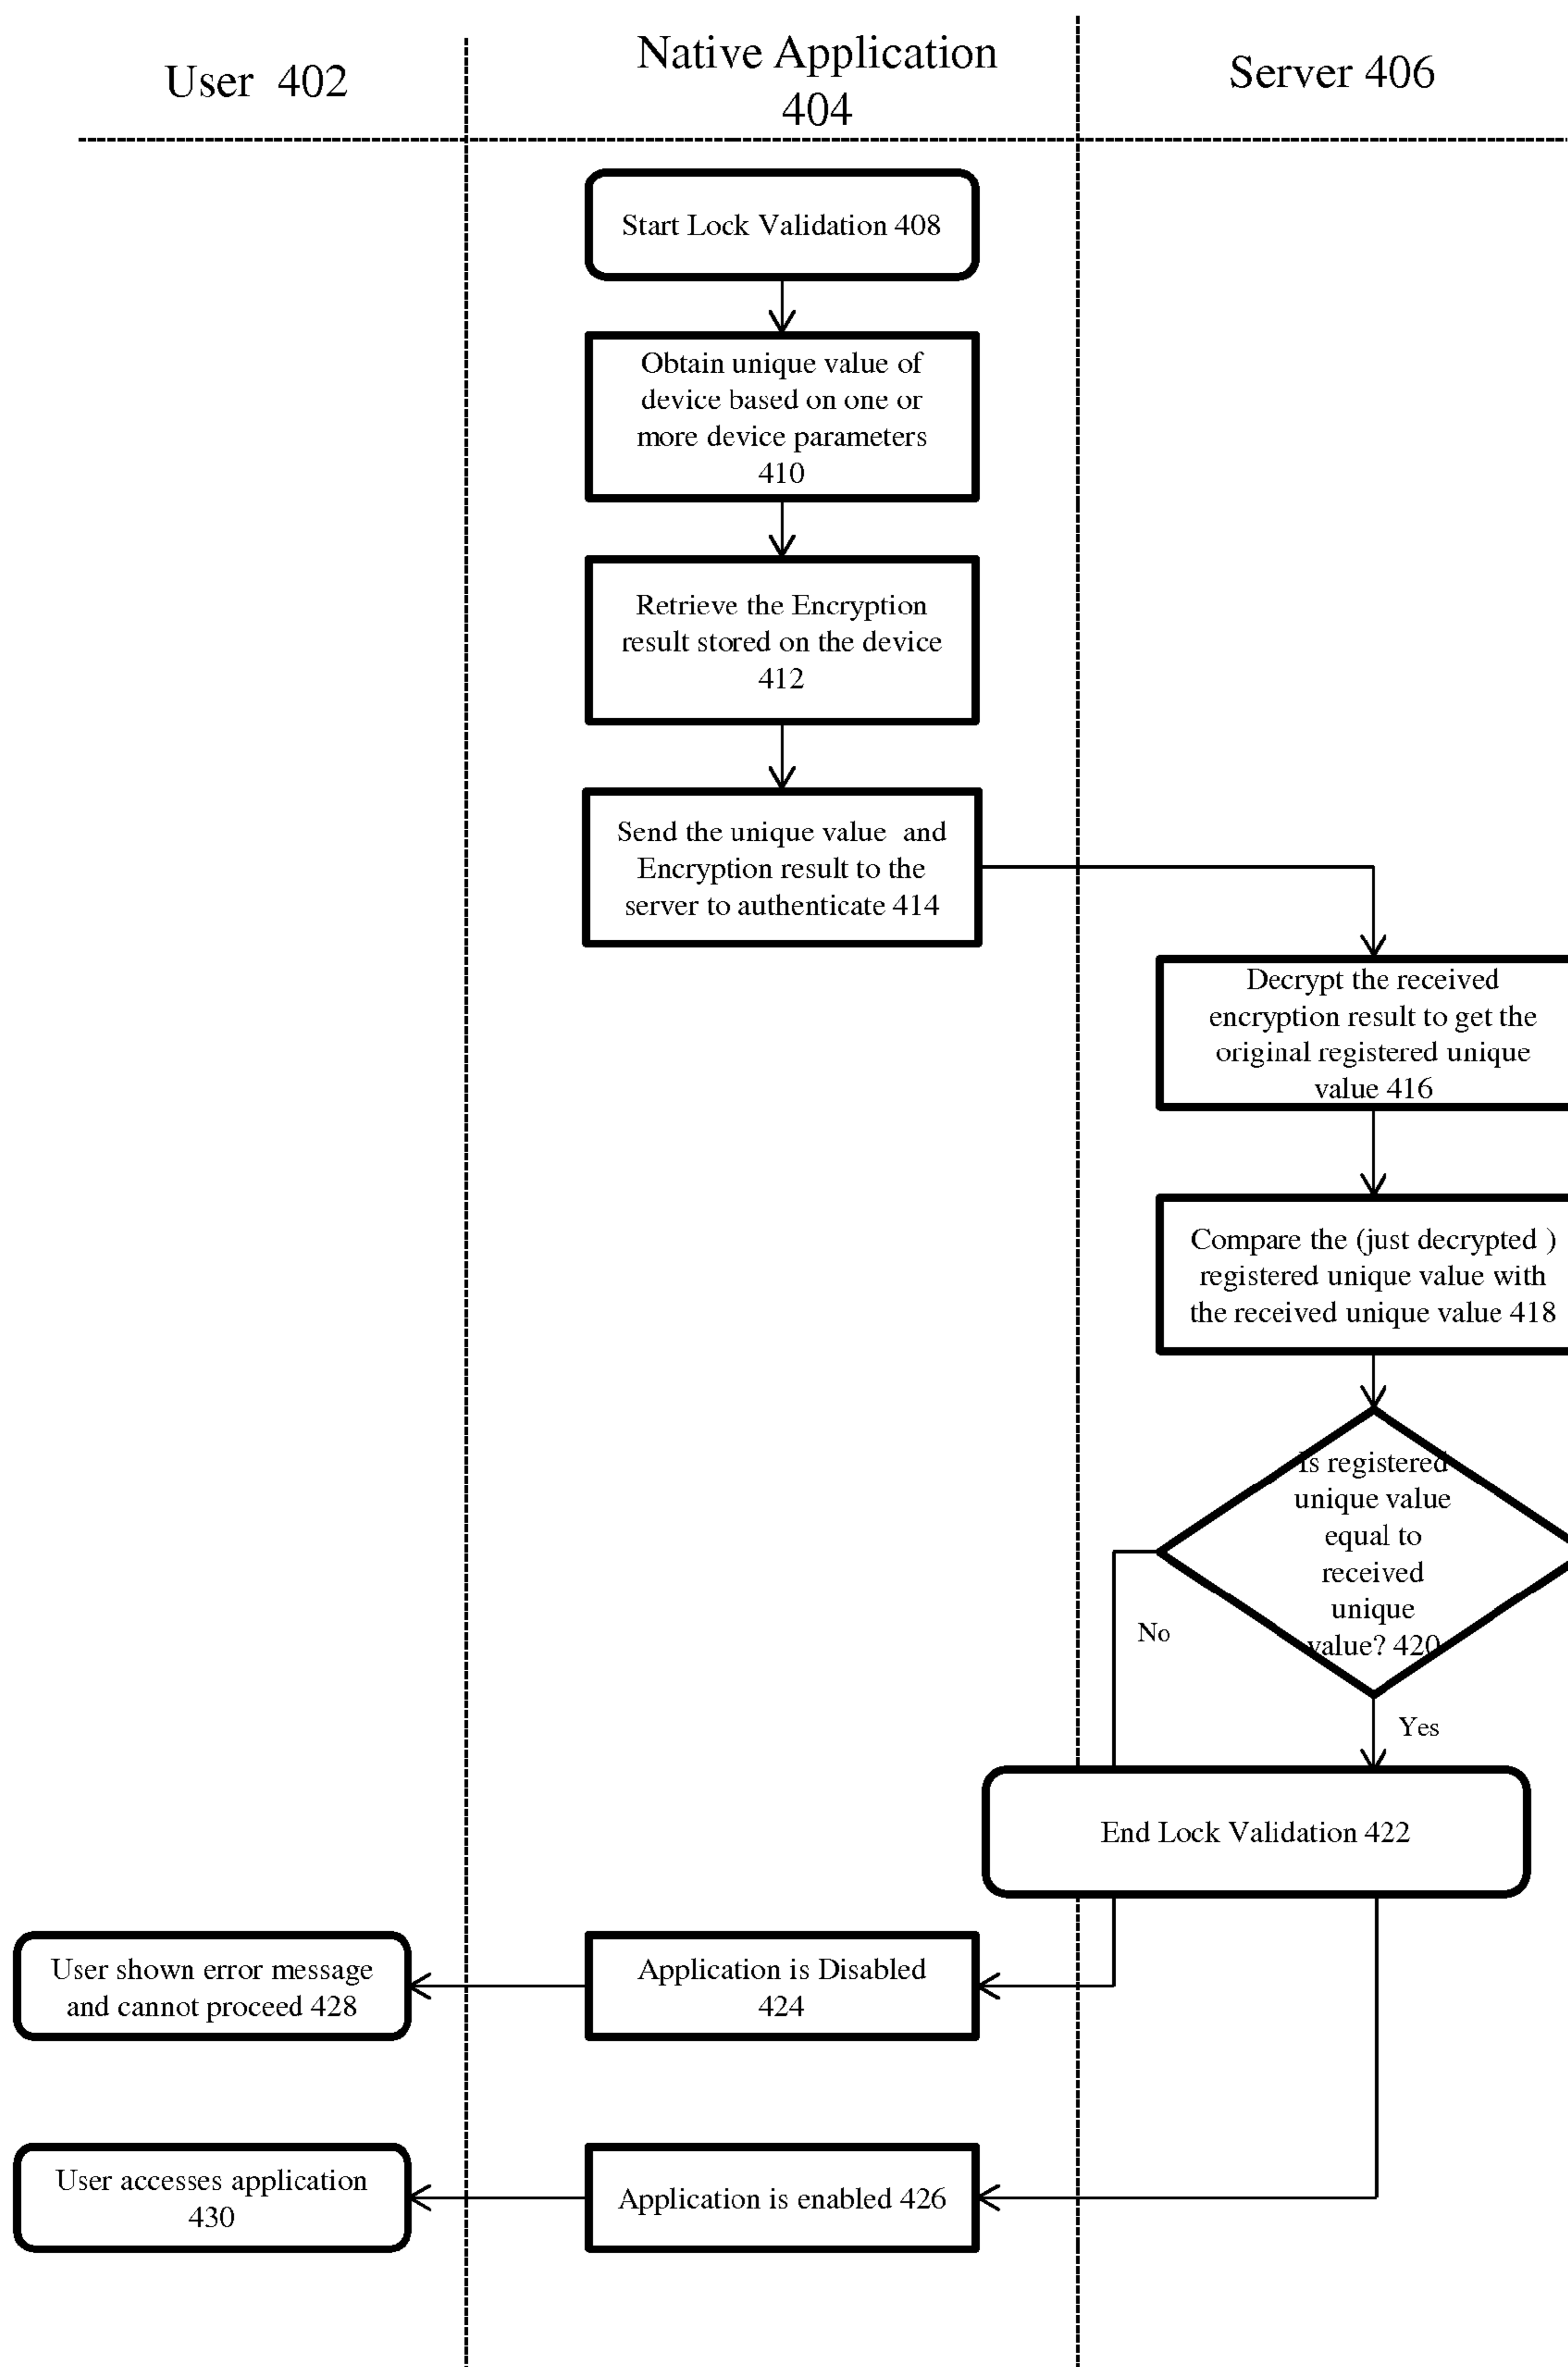 User 402
Native Application
404
Server 406
Start Lock Validation 408
Obtain unique value of
device based on one or
more device parameters
410
Retrieve the Encryption
result stored on the device
412
Send the unique value and
Encryption result to the
server to authenticate 414
Decrypt the received
encryption result to get the
original registered unique
value 416
Compare the (just decrypted )
registered unique value with
the received unique value 418
Is registered
unique value
equal to
received
unique
value? 420
No
Yes
End Lock Validation 422
User shown error message
and cannot proceed 428
Application is Disabled
424
User accesses application
430
Application is enabled 426